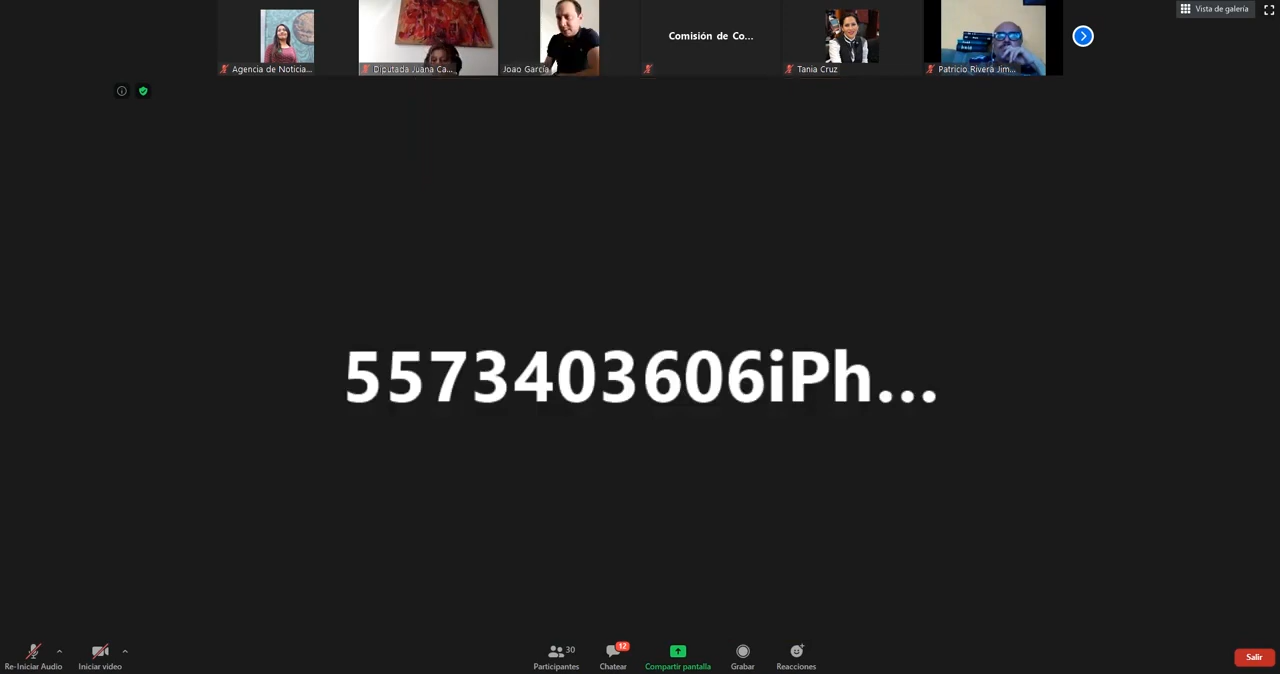 Vista de galería
Comisión de Co...
Agencia de Noticia...
Diputada Juana Ca...
Joao García
Tania Cruz
Patricio Rivera Jim...
5573403606iPh...
Re-Iniciar Audio
Iniciar video
30
Participantes
12
Chatear
Compartir pantalla
Grabar
Reacciones
Salir